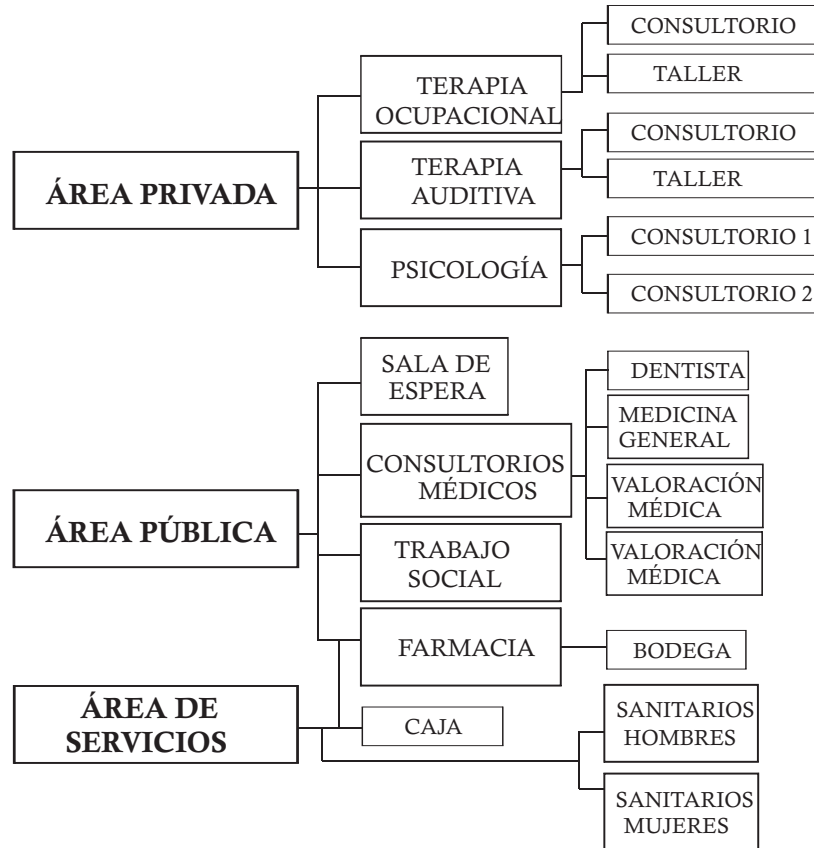 ÁREA PRIVADA
TERAPIA
OCUPACIONAL
CONSULTORIO
TALLER
TERAPIA
AUDITIVA
CONSULTORIO
TALLER
PSICOLOGÍA
CONSULTORIO 1
CONSULTORIO 2
ÁREA PÚBLICA
SALA DE
ESPERA
CONSULTORIOS
MÉDICOS
DENTISTA
MEDICINA
GENERAL
VALORACIÓN
MÉDICA
VALORACIÓN
MÉDICA
TRABAJO
SOCIAL
FARMACIA
BODEGA
ÁREA DE
SERVICIOS
CAJA
SANITARIOS
HOMBRES
SANITARIOS
MUJERES